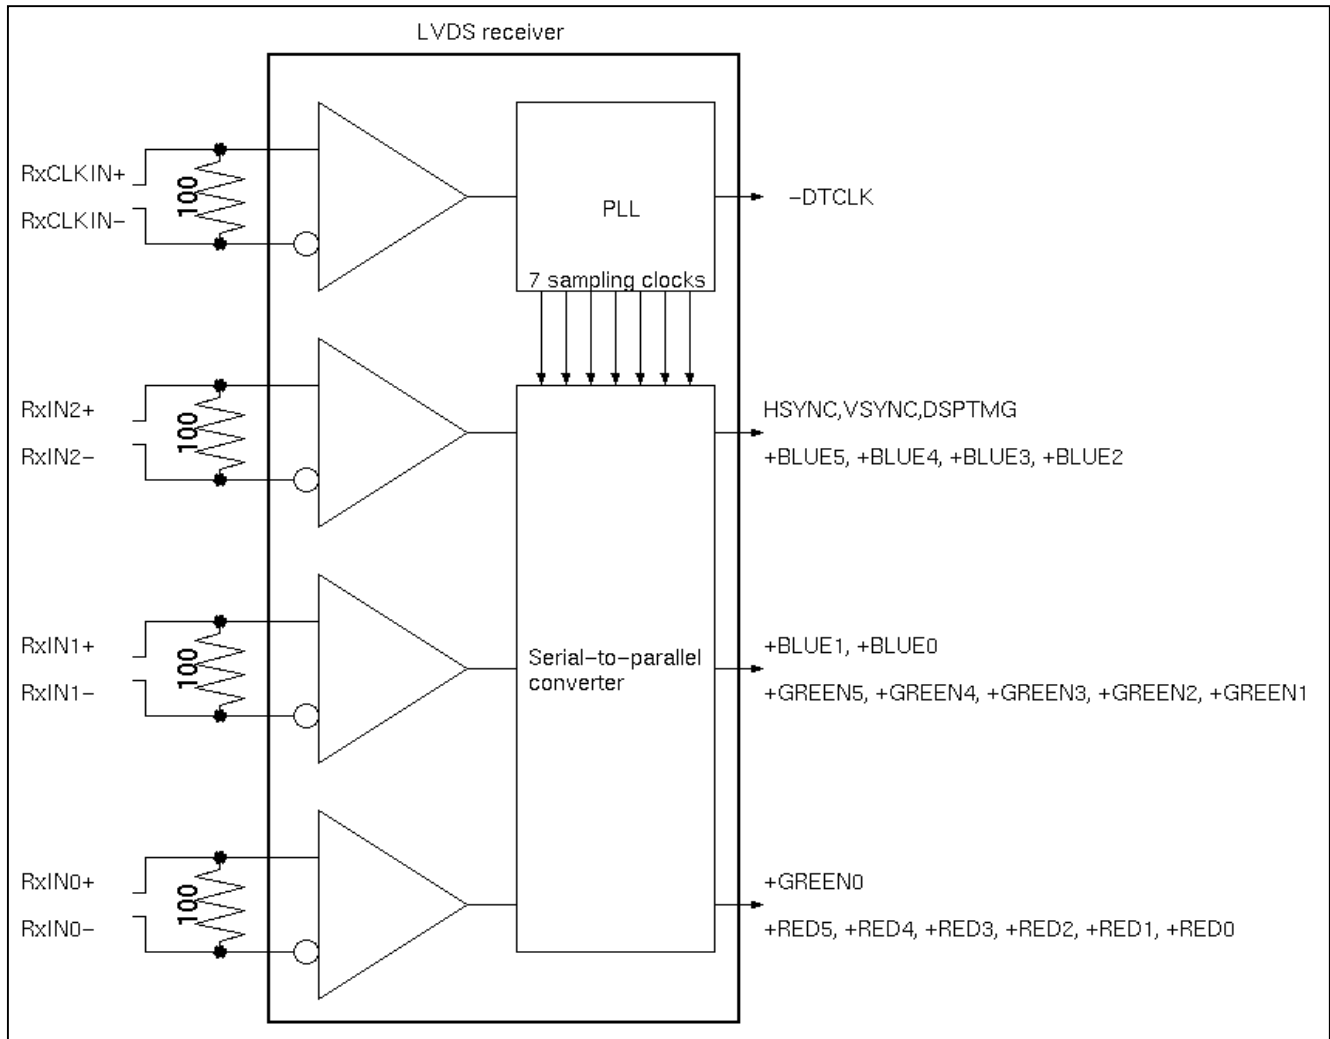 LVDS receiver
RxCLKIN+
RxCLKIN−
100
PLL
7 sampling clocks
−DTCLK
RxIN2+
RxIN2−
100
HSYNC,VSYNC,DSPTMG
+BLUE5, +BLUE4, +BLUE3, +BLUE2
RxIN1+
RxIN1−
100
Serial−to−parallel
converter
+BLUE1, +BLUE0
+GREEN5, +GREEN4, +GREEN3, +GREEN2, +GREEN1
RxIN0+
RxIN0−
100
+GREEN0
+RED5, +RED4, +RED3, +RED2, +RED1, +RED0